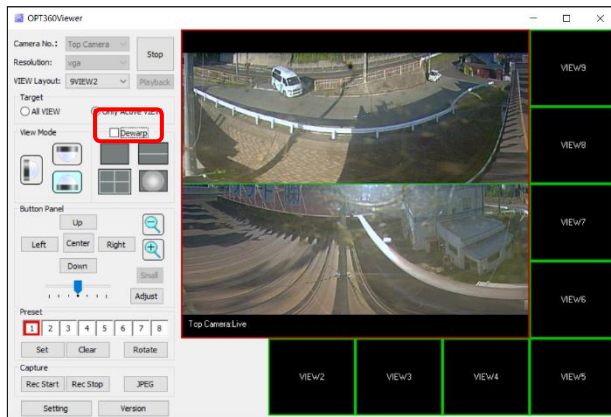 OPT360Viewer
Camera No.: Top Camera
Resolution: vga
Stop
VIEW Layout: 9VIEW2
Playback
Target
All VIEW
Only Active VIEW
View Mode
Dewarp
Button Panel
Up
Left Center Right
Down
Small
Adjust
Preset
1 2 3 4 5 6 7 8
Set Clear Rotate
Capture
Rec Start Rec Stop JPEG
Setting Version
Top Camera:Live
VIEW9
VIEW8
VIEW7
VIEW6
VIEW2 VIEW3 VIEW4 VIEW5